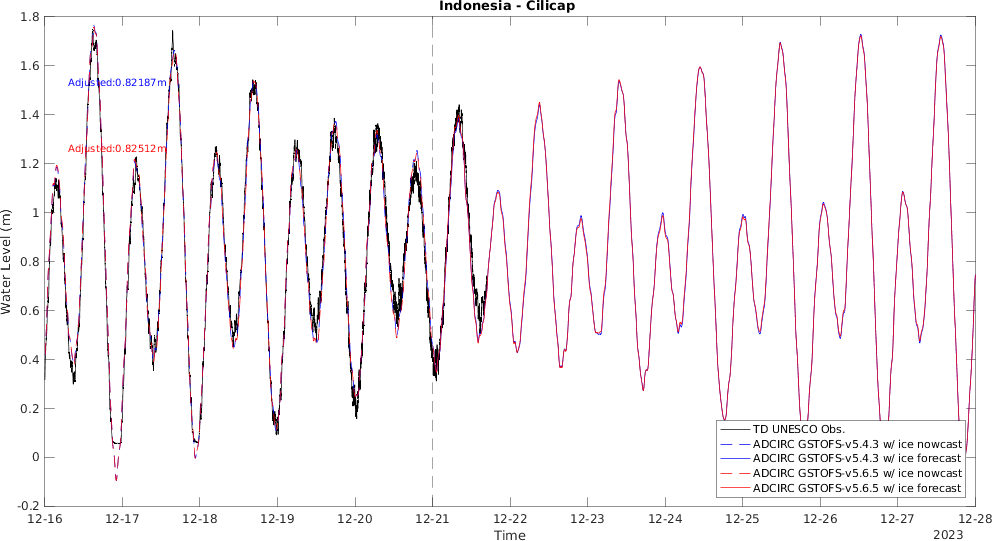 Indonesia - Cilicap
1.8
1.6
1.4
1.2
1
0.8
0.6
0.4
0.2
0
-0.2
Water Level (m)
Adjusted:0.82187m
Adjusted:0.82512m
TD UNESCO Obs.
ADCIRC GSTOFS-v5.4.3 w/ ice nowcast
ADCIRC GSTOFS-v5.4.3 w/ ice forecast
ADCIRC GSTOFS-v5.6.5 w/ ice nowcast
ADCIRC GSTOFS-v5.6.5 w/ ice forecast
12-16 12-17 12-18 12-19 12-20 12-21 12-22 12-23 12-24 12-25 12-26 12-27 12-28
Time
2023